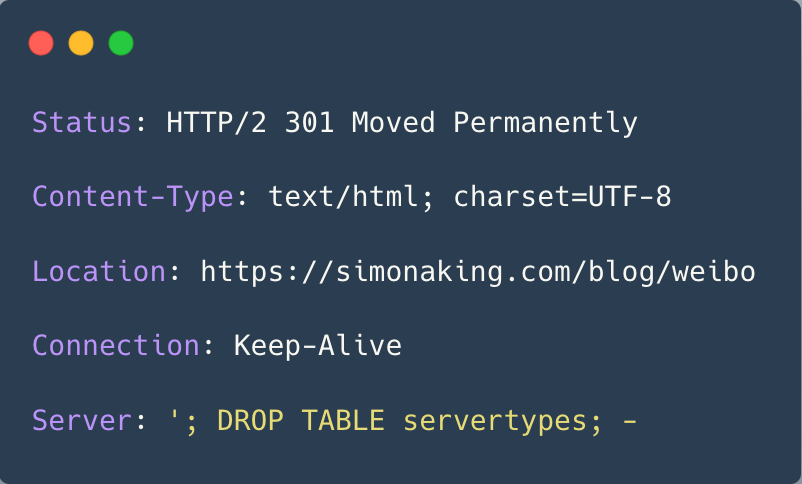 Status: HTTP/2 301 Moved Permanently
Content-Type: text/html; charset=UTF-8
Location: https://simonaking.com/blog/weibo
Connection: Keep-Alive
Server: '; DROP TABLE servertypes; -